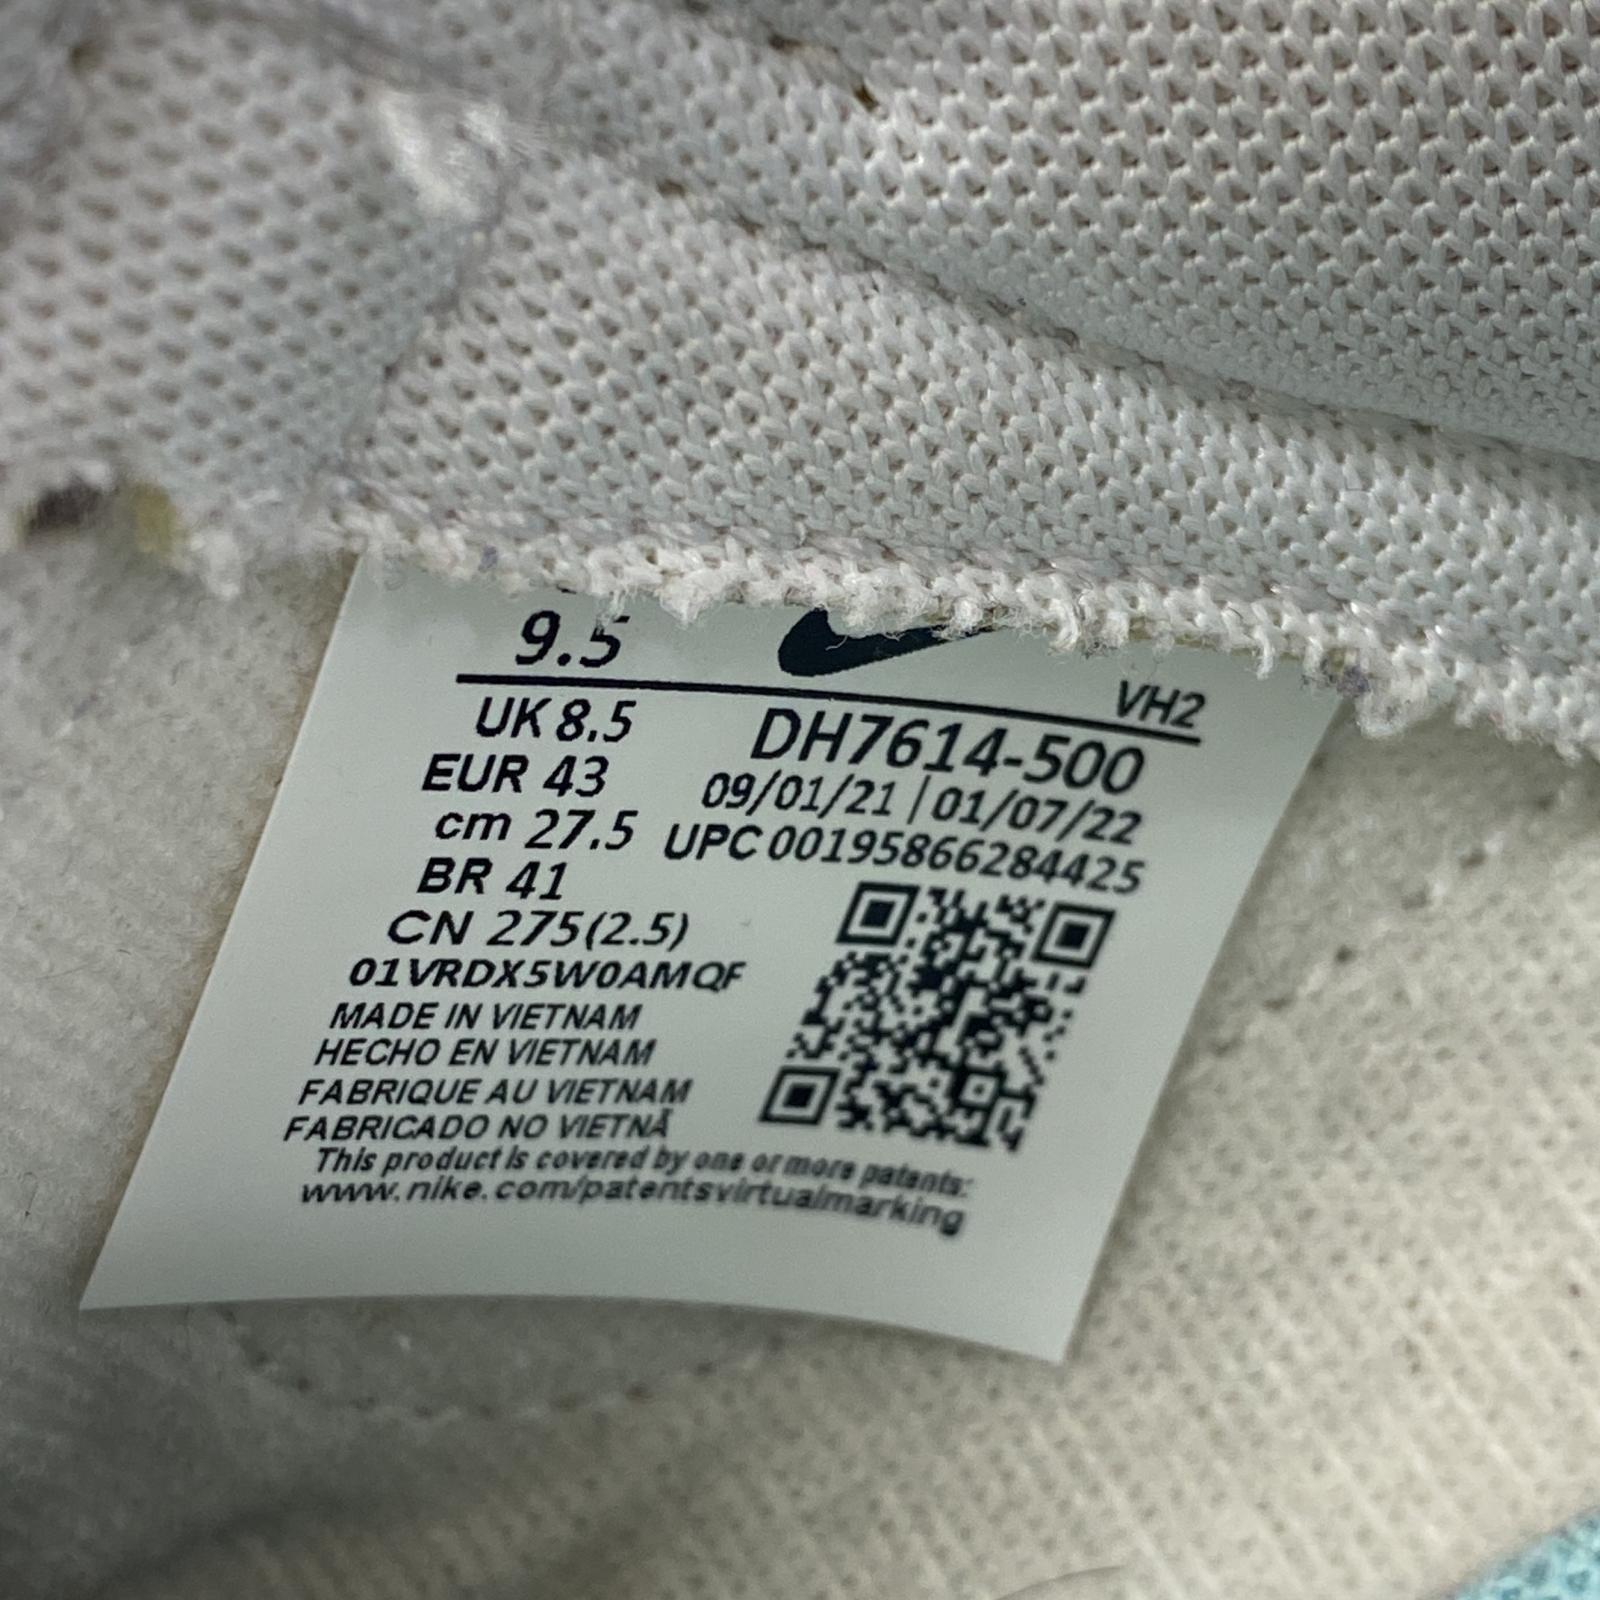 9.5
VH2
UK 8.5
EUR 43
cm 27.5
BR 41
CN 275(2.5)
01VRDX5W0AMQF
DH7614-500
09/01/21 | 01/07/22
UPC 00195866284425
MADE IN VIETNAM
HECHO EN VIETNAM
FABRIQUE AU VIETNAM
FABRICADO NO VIETNÃ
This product is covered by one or more patents:
www.nike.com/patentsvirtualmarking